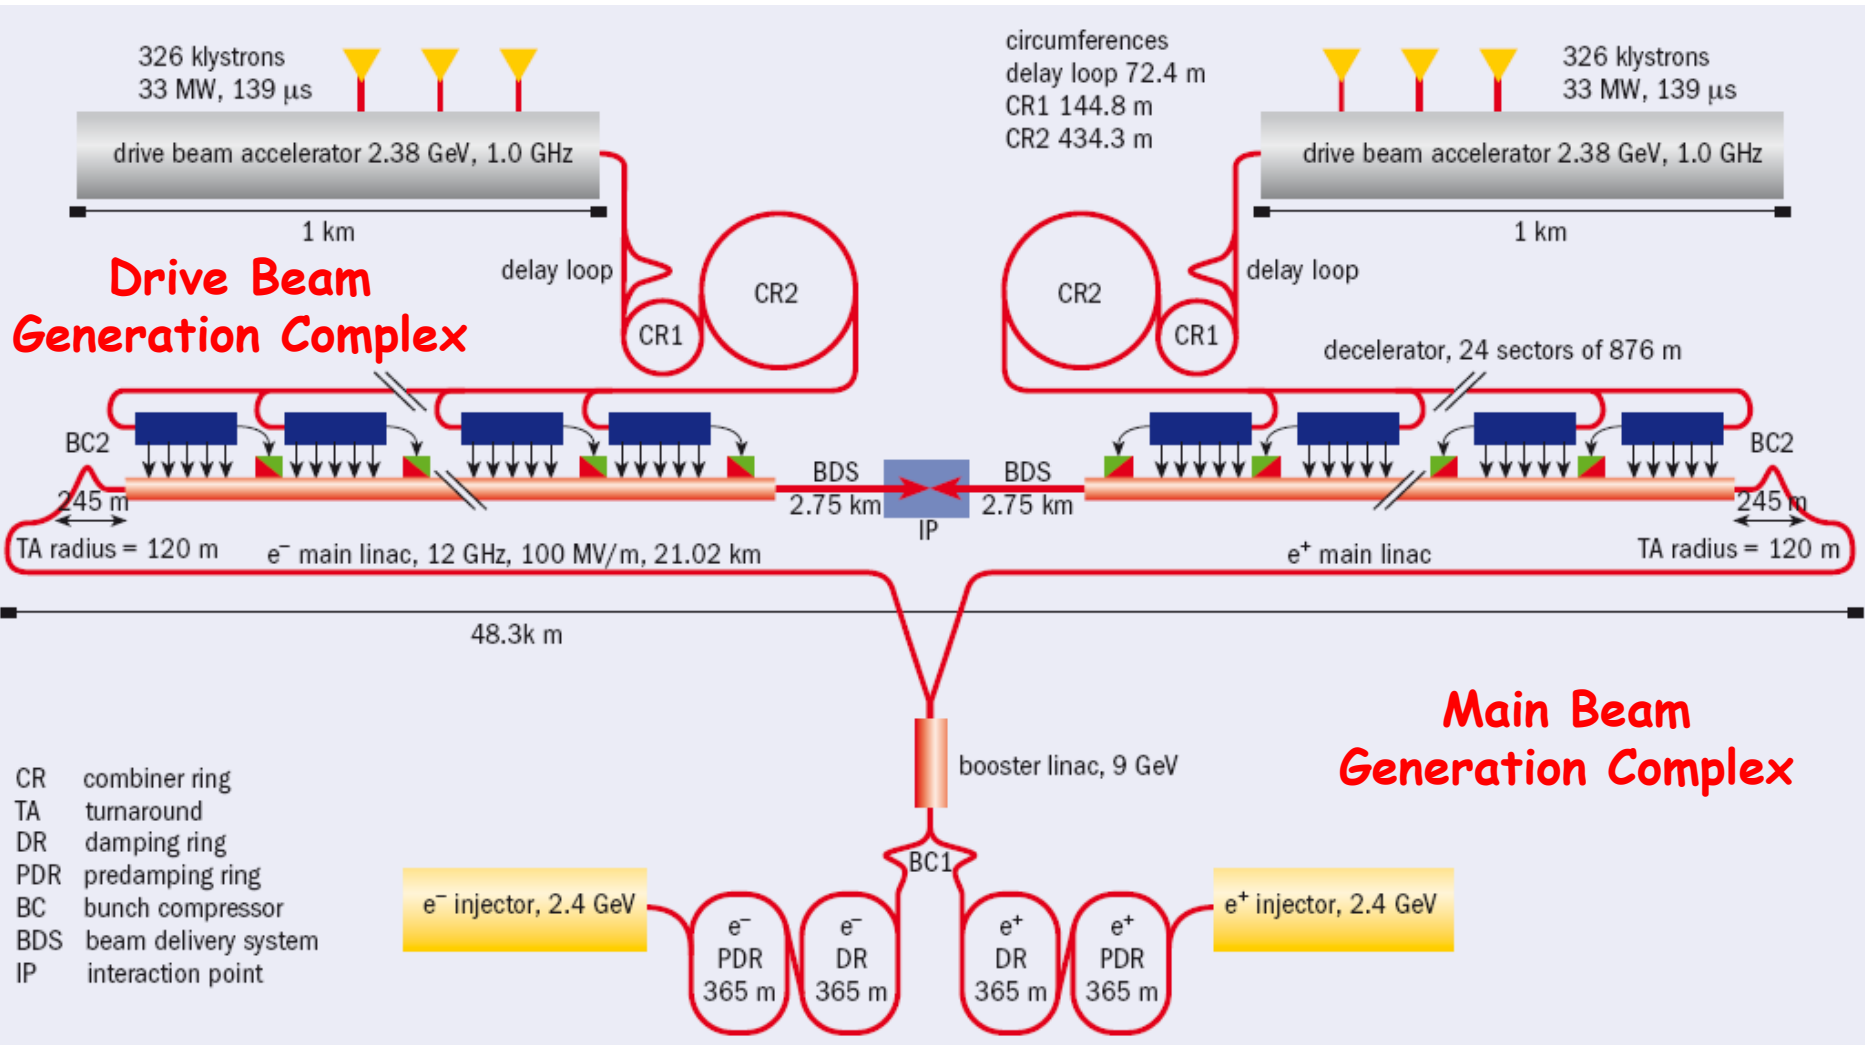 326 klystrons
33 MW, 139 μs
circumferences
delay loop 72.4 m
CR1 144.8 m
CR2 434.3 m
326 klystrons
33 MW, 139 μs
drive beam accelerator 2.38 GeV, 1.0 GHz
drive beam accelerator 2.38 GeV, 1.0 GHz
1 km
1 km
Drive Beam
Generation Complex
delay loop
CR2
CR1
CR2
CR1
delay loop
decelerator, 24 sectors of 876 m
BC2
245 m
BDS
2.75 km
IP
BDS
2.75 km
BC2
245 m
TA radius = 120 m
e⁻ main linac, 12 GHz, 100 MV/m, 21.02 km
e⁺ main linac
TA radius = 120 m
48.3k m
Main Beam
Generation Complex
booster linac, 9 GeV
CR combiner ring
TA turnaround
DR damping ring
PDR predamping ring
BC bunch compressor
BDS beam delivery system
IP interaction point
BC1
e⁻ injector, 2.4 GeV
e⁻
PDR
365 m
e⁻
DR
365 m
e⁺
DR
365 m
e⁺
PDR
365 m
e⁺ injector, 2.4 GeV